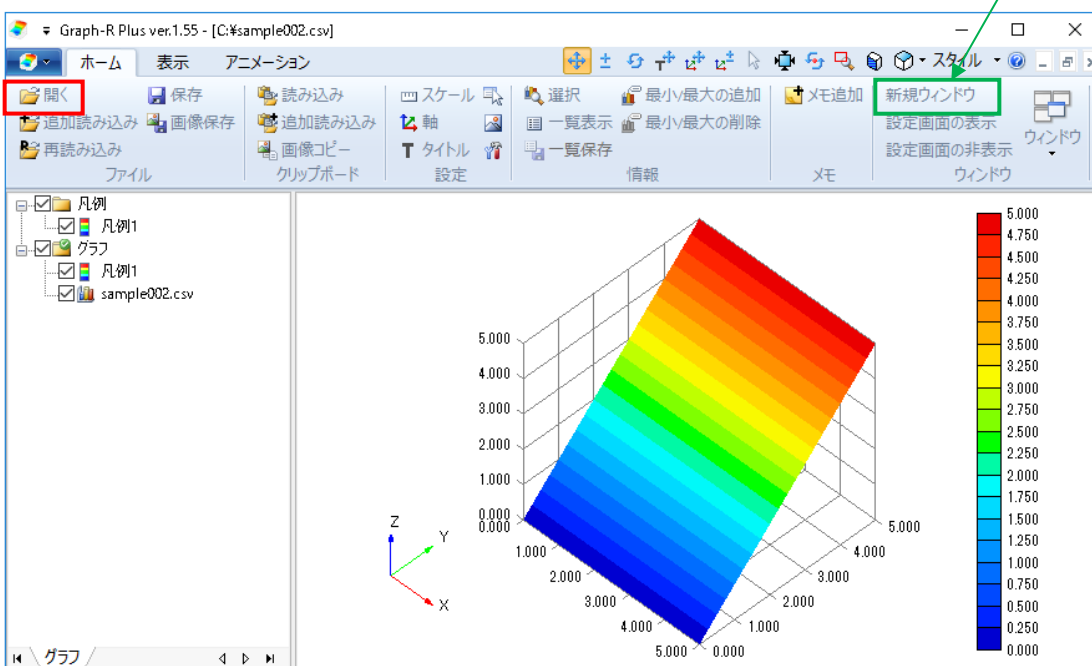 Graph-R Plus ver.1.55 - [C:¥sample002.csv]
ホーム 表示 アニメーション スタイル
開く 保存 読み込み スケール 選択 最小/最大の追加 メモ追加 新規ウィンドウ
追加読み込み 画像保存 追加読み込み 軸 一覧表示 最小/最大の削除 設定画面の表示 ウィンドウ
再読み込み 画像コピー タイトル 一覧保存 設定画面の非表示
ファイル クリップボード 設定 情報 メモ ウィンドウ
凡例
凡例1
グラフ
凡例1
sample002.csv
5.000
4.000
3.000
2.000
1.000
0.000
0.000
1.000
2.000
3.000
4.000
5.000
0.000
1.000
2.000
3.000
4.000
5.000
Z
Y
X
5.000
4.750
4.500
4.250
4.000
3.750
3.500
3.250
3.000
2.750
2.500
2.250
2.000
1.750
1.500
1.250
1.000
0.750
0.500
0.250
0.000
グラフ